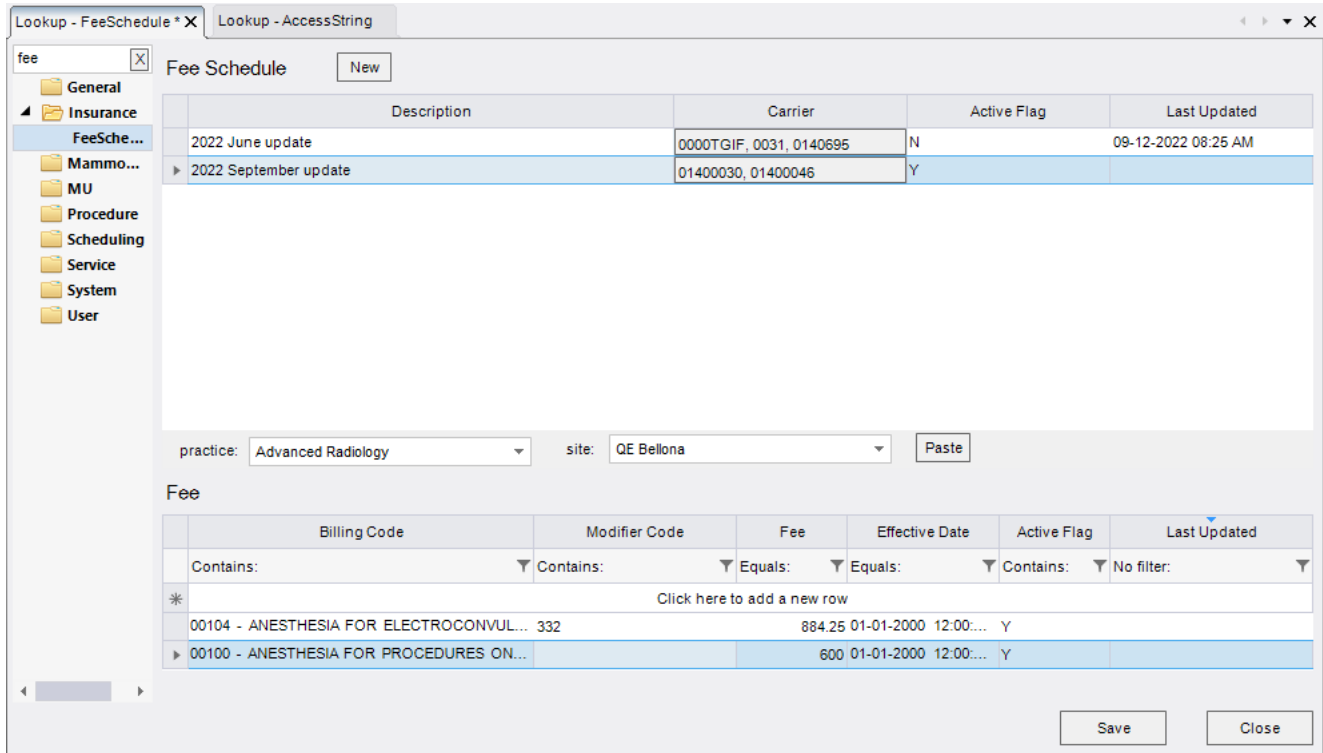 Lookup - FeeSchedule * X Lookup - AccessString
fee X
General
Insurance
FeeSche...
Mammo...
MU
Procedure
Scheduling
Service
System
User
Fee Schedule New
Description Carrier Active Flag Last Updated
2022 June update 0000TGIF, 0031, 0140695 N 09-12-2022 08:25 AM
2022 September update 01400030, 01400046 Y
practice: Advanced Radiology site: QE Bellona Paste
Fee
Billing Code Modifier Code Fee Effective Date Active Flag Last Updated
Contains: Contains: Equals: Equals: Contains: No filter:
Click here to add a new row
00104 - ANESTHESIA FOR ELECTROCONVUL... 332 884.25 01-01-2000 12:00:... Y
00100 - ANESTHESIA FOR PROCEDURES ON... 600 01-01-2000 12:00:... Y
Save Close